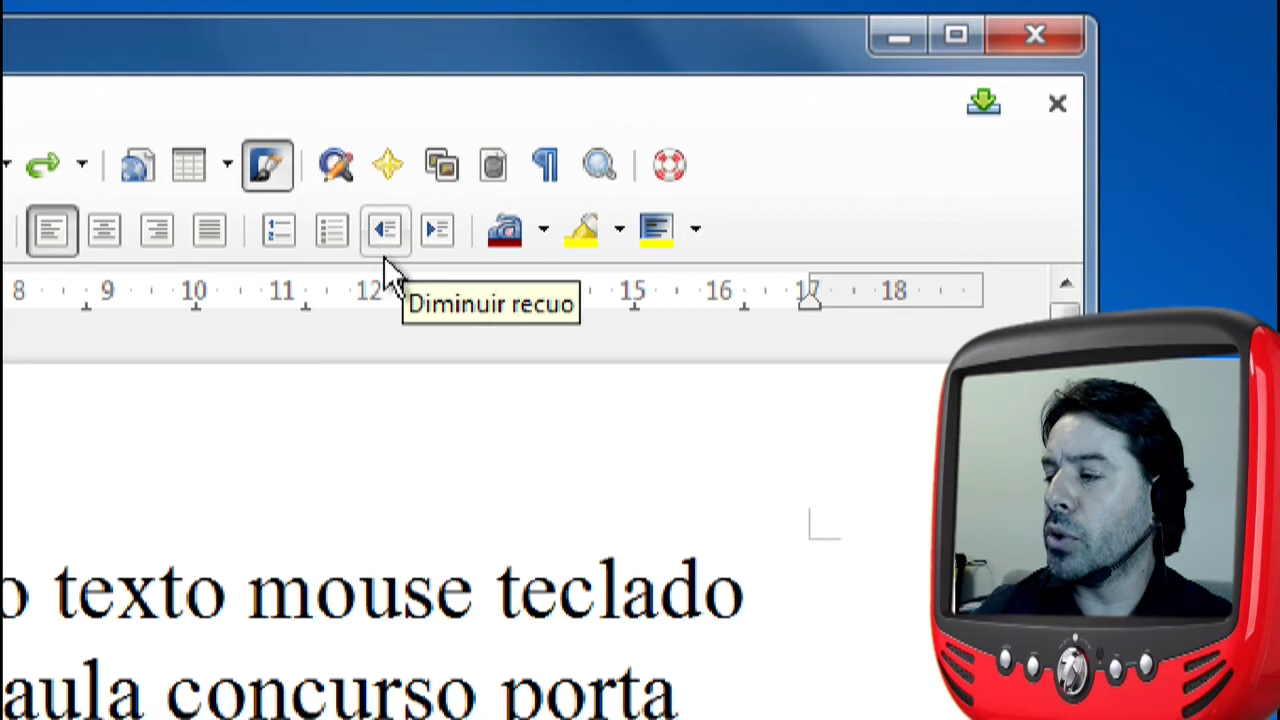 8 9 10 11 12 15 16 17 18
Diminuir recuo
o texto mouse teclado
aula concurso porta